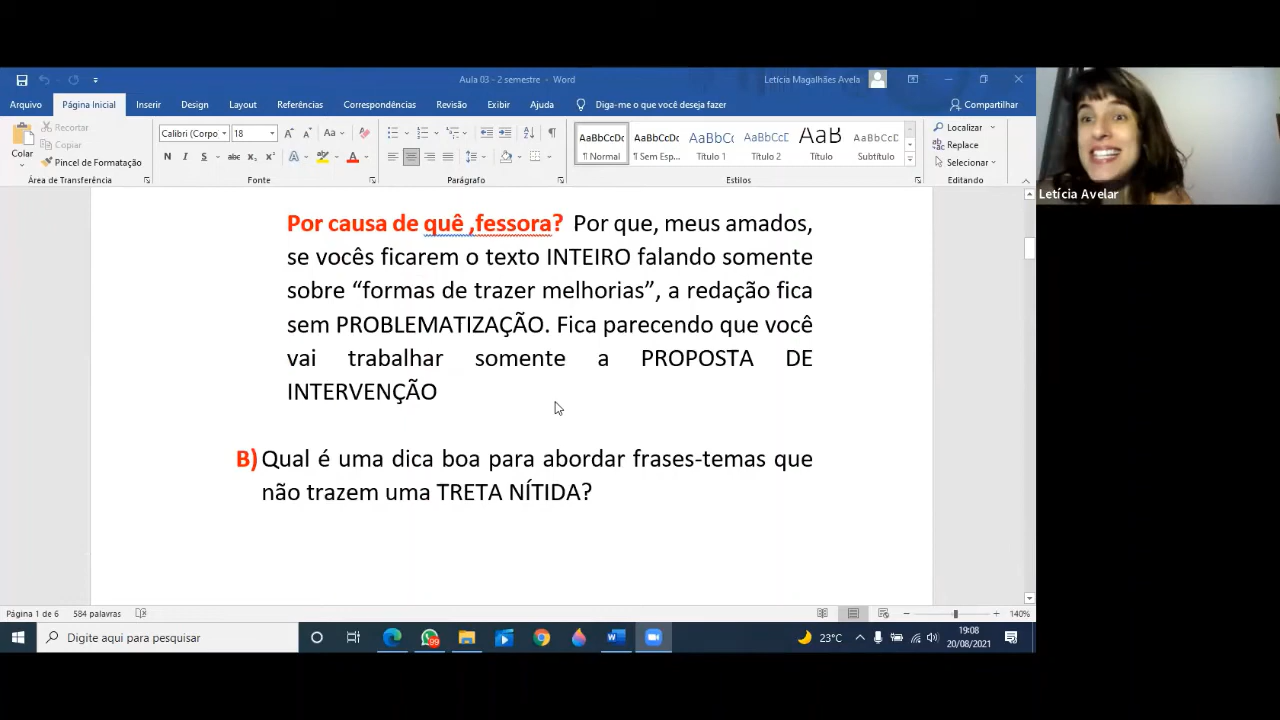 Aula 03 - 2 semestre - Word
Letícia Magalhães Avela
Arquivo Página Inicial Inserir Design Layout Referências Correspondências Revisão Exibir Ajuda Diga-me o que você deseja fazer Compartilhar
Colar
Recortar
Copiar
Pincel de Formatação
Área de Transferência
Calibri (Corpo) 18
Fonte
Parágrafo
AaBbCcDc AaBbCcDc AaBbCc AaBbCcD AaB AaBbCcD
¶ Normal ¶ Sem Esp... Título 1 Título 2 Título Subtítulo
Estilos
Localizar
Replace
Selecionar
Editando
Letícia Avelar
Por causa de quê ,fessora? Por que, meus amados,
se vocês ficarem o texto INTEIRO falando somente
sobre “formas de trazer melhorias”, a redação fica
sem PROBLEMATIZAÇÃO. Fica parecendo que você
vai trabalhar somente a PROPOSTA DE
INTERVENÇÃO
B) Qual é uma dica boa para abordar frases-temas que
não trazem uma TRETA NÍTIDA?
Página 1 de 6 584 palavras 140%
Digite aqui para pesquisar
99
23°C
19:08
20/08/2021